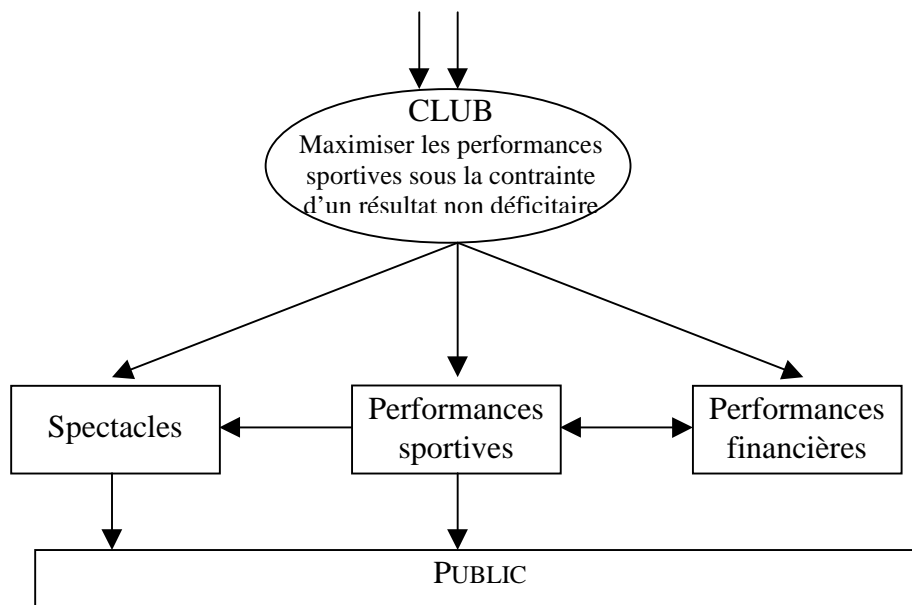 CLUB
Maximiser les performances
sportives sous la contrainte
d’un résultat non déficitaire
Spectacles
Performances
sportives
Performances
financières
PUBLIC